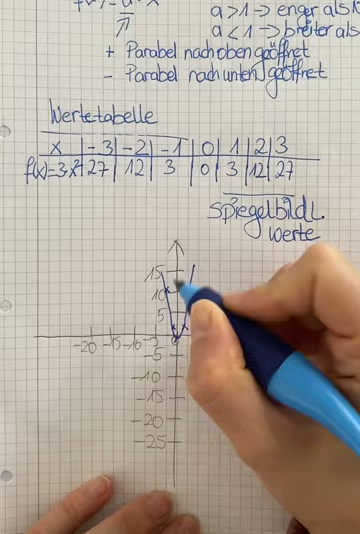 a > 1 -> enger als N
a < 1 -> breiter als
+ Parabel nach oben geöffnet
- Parabel nach unten geöffnet
Wertetabelle
x | -3 | -2 | -1 | 0 | 1 | 2 | 3
f(x)=3·x² | 27 | 12 | 3 | 0 | 3 | 12 | 27
Spiegelbildl.
werte
15
10
5
-20 -15 -10
-5
-10
-15
-20
-25